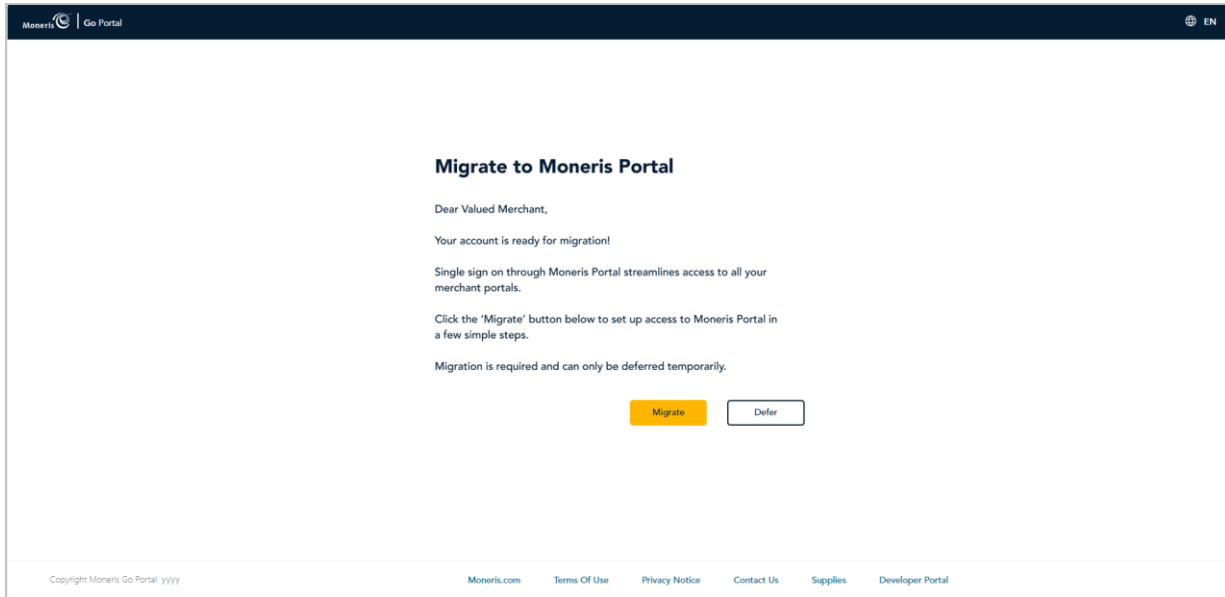 Moneris | Go Portal
EN
Migrate to Moneris Portal
Dear Valued Merchant,
Your account is ready for migration!
Single sign on through Moneris Portal streamlines access to all your
merchant portals.
Click the ‘Migrate’ button below to set up access to Moneris Portal in
a few simple steps.
Migration is required and can only be deferred temporarily.
Migrate
Defer
Copyright Moneris Go Portal yyyy
Moneris.com
Terms Of Use
Privacy Notice
Contact Us
Supplies
Developer Portal